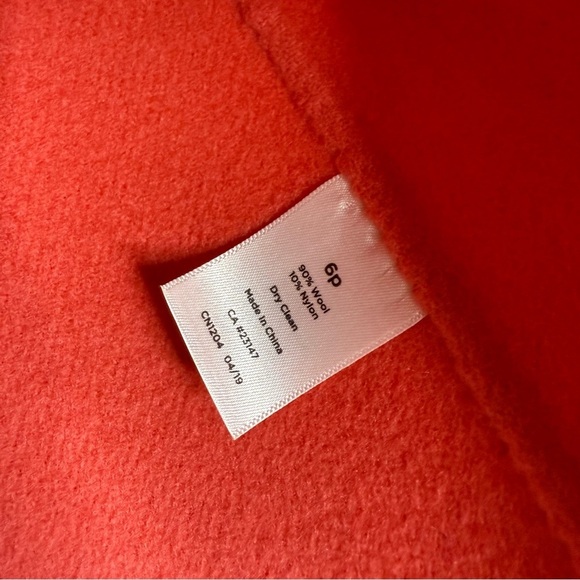 6p
90% Wool
10% Nylon
Dry Clean
Made in China
CA #23147
CN1204 04/19